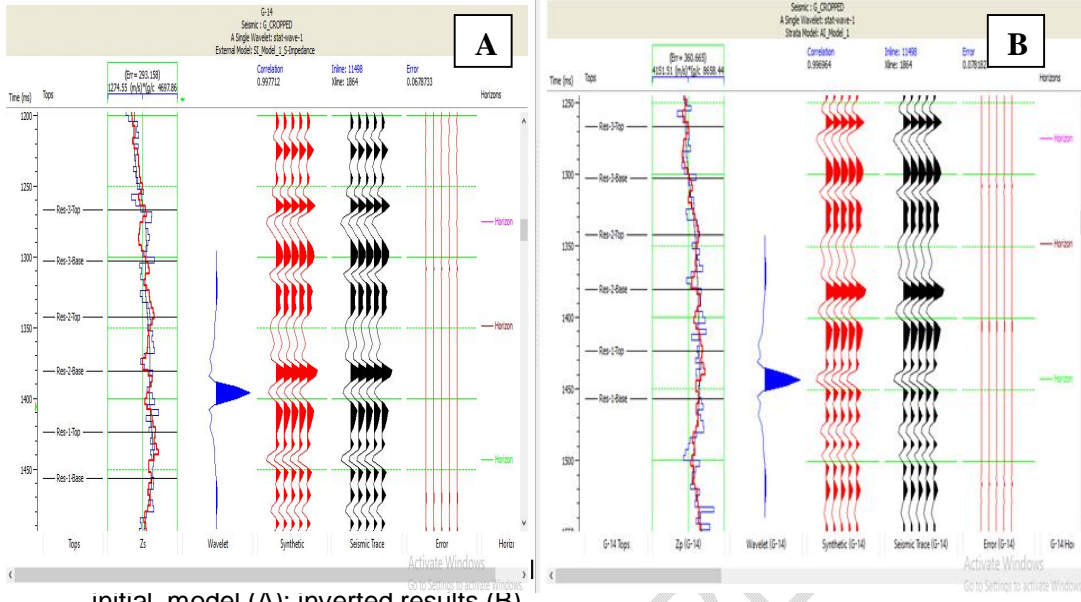 G-14
Seismic : G_CROPPED
A Single Wavelet: stat-wave-1
External Model: SI_Model_1 S-Impedance
A
(Err = 293.158)
1274.55 (m/s)*(g/c 4697.86
Correlation
0.997712
Inline: 11498
Xline: 1864
Error
0.0678733
Time (ms)
Tops
Horizons
1200
1250
1300
1350
1400
1450
Res-3-Top
Res-3-Base
Res-2-Top
Res-2-Base
Res-1-Top
Res-1-Base
Horizon
Horizon
Horizon
Tops
Zs
Wavelet
Synthetic
Seismic Trace
Error
Activate Windows
Go to Settings to activate Windows.
Seismic : G_CROPPED
A Single Wavelet: stat-wave-1
Strata Model: AI_Model_1
B
(Err = 360.665)
4151.51 (m/s)*(g/c 8658.44
Correlation
0.996964
Inline: 11498
Xline: 1864
Error
Time (ms)
Tops
Horizons
1250
1300
1350
1400
1450
1500
Res-3-Top
Res-3-Base
Res-2-Top
Res-2-Base
Res-1-Top
Res-1-Base
Horizon
Horizon
Horizon
G-14 Tops
Zp (G-14)
Wavelet (G-14)
Synthetic (G-14)
Seismic Trace (G-14)
Error (G-14)
Activate Windows
Go to Settings to activate Windows
initial model (A); inverted results (B)